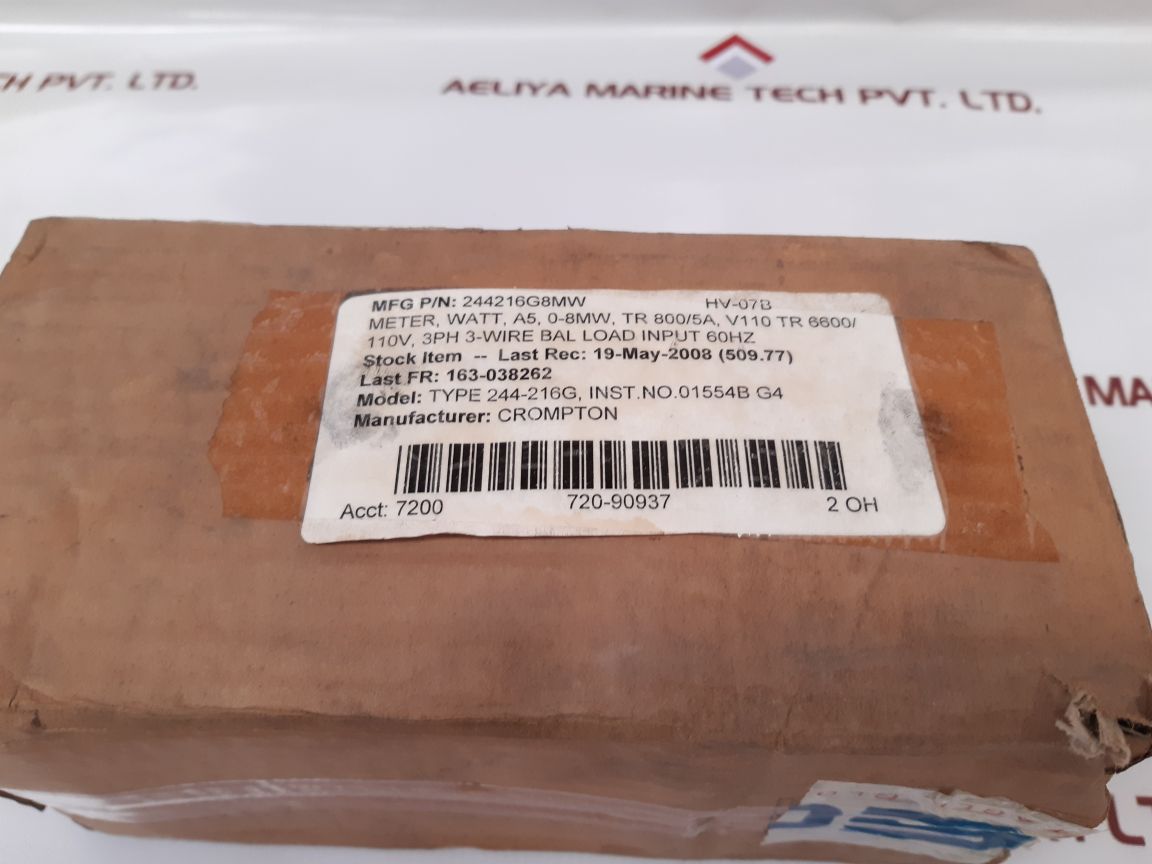 CH PVT. LTD.
AELIYA MARINE TECH PVT. LTD.
MFG P/N: 244216G8MW HV-07B
METER, WATT, A5, 0-8MW, TR 800/5A, V110 TR 6600/
110V, 3PH 3-WIRE BAL LOAD INPUT 60HZ
Stock Item -- Last Rec: 19-May-2008 (509.77)
Last FR: 163-038262
Model: TYPE 244-216G, INST.NO.01554B G4
Manufacturer: CROMPTON
Acct: 7200 720-90937 2 OH
MA
LT